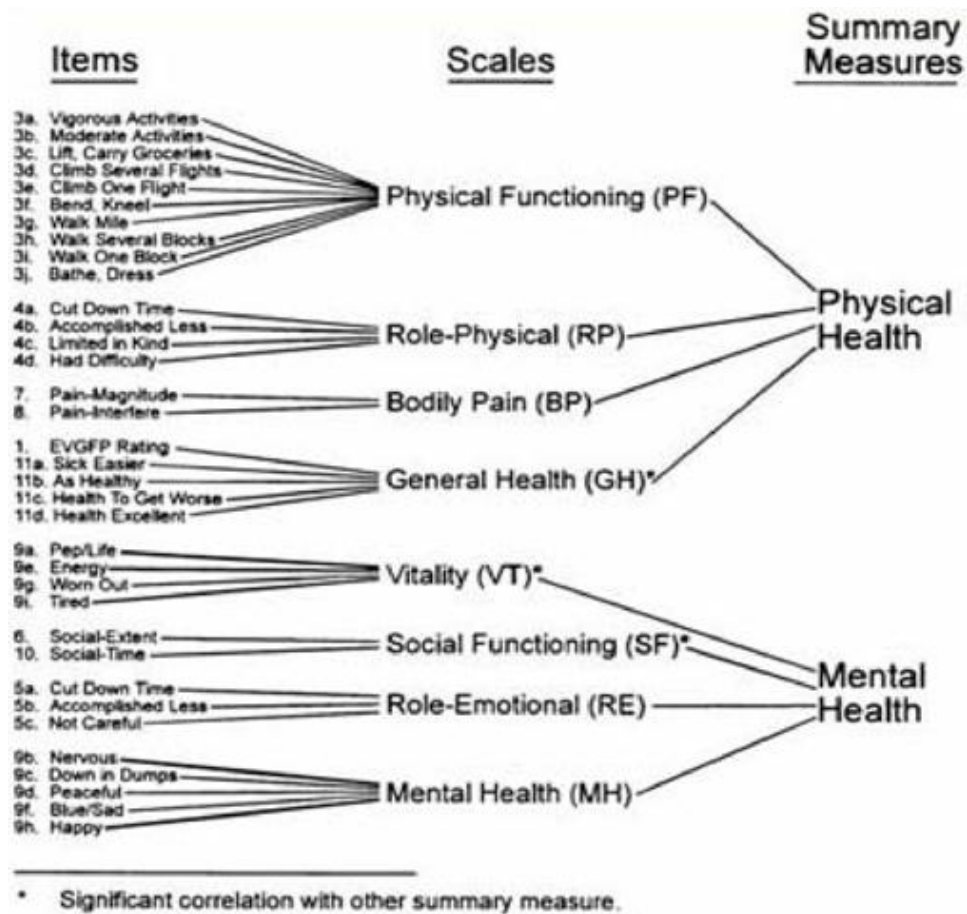 Items
Scales
Summary
Measures
3a. Vigorous Activities
3b. Moderate Activities
3c. Lift, Carry Groceries
3d. Climb Several Flights
3e. Climb One Flight
3f. Bend, Kneel
3g. Walk Mile
3h. Walk Several Blocks
3i. Walk One Block
3j. Bathe, Dress
Physical Functioning (PF)
4a. Cut Down Time
4b. Accomplished Less
4c. Limited in Kind
4d. Had Difficulty
Role-Physical (RP)
7. Pain-Magnitude
8. Pain-Interfere
Bodily Pain (BP)
1. EVGFP Rating
11a. Sick Easier
11b. As Healthy
11c. Health To Get Worse
11d. Health Excellent
General Health (GH)*
Physical
Health
9a. Pep/Life
9e. Energy
9g. Worn Out
9i. Tired
Vitality (VT)*
6. Social-Extent
10. Social-Time
Social Functioning (SF)*
5a. Cut Down Time
5b. Accomplished Less
5c. Not Careful
Role-Emotional (RE)
9b. Nervous
9c. Down in Dumps
9d. Peaceful
9f. Blue/Sad
9h. Happy
Mental Health (MH)
Mental
Health
* Significant correlation with other summary measure.